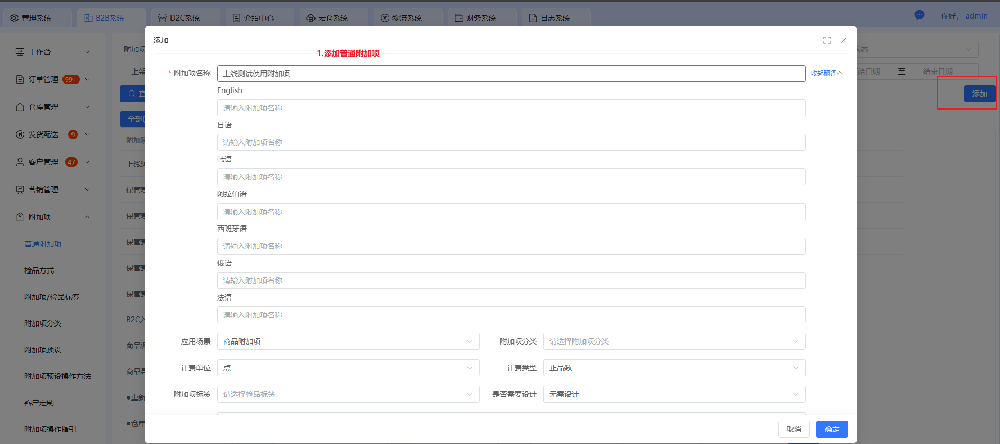 管理系统
B2B系统
D2C系统
介绍中心
云仓系统
物流系统
财务系统
日志系统
你好，
admin
工作台
订单管理
99+
仓库管理
发货配送
9
客户管理
47
营销管理
附加项
普通附加项
检品方式
附加项/检品标签
附加项分类
附加项预设
附加项预设操作方法
客户定制
附加项操作指引
附加项
上架
查
全部(
附加项
上线测
保管
保管
保管
保管
保管
B2C入
商品
商品寻
●重新
●仓库
状态
始日期
至
结束日期
添加
添加
1.添加普通附加项
* 附加项名称
上线测试使用附加项
收起翻译
English
请输入附加项名称
日语
请输入附加项名称
韩语
请输入附加项名称
阿拉伯语
请输入附加项名称
西班牙语
请输入附加项名称
俄语
请输入附加项名称
法语
请输入附加项名称
应用场景
商品附加项
附加项分类
请选择附加项分类
计费单位
点
计费类型
正品数
附加项标签
请选择检品标签
是否需要设计
无需设计
取消
确定